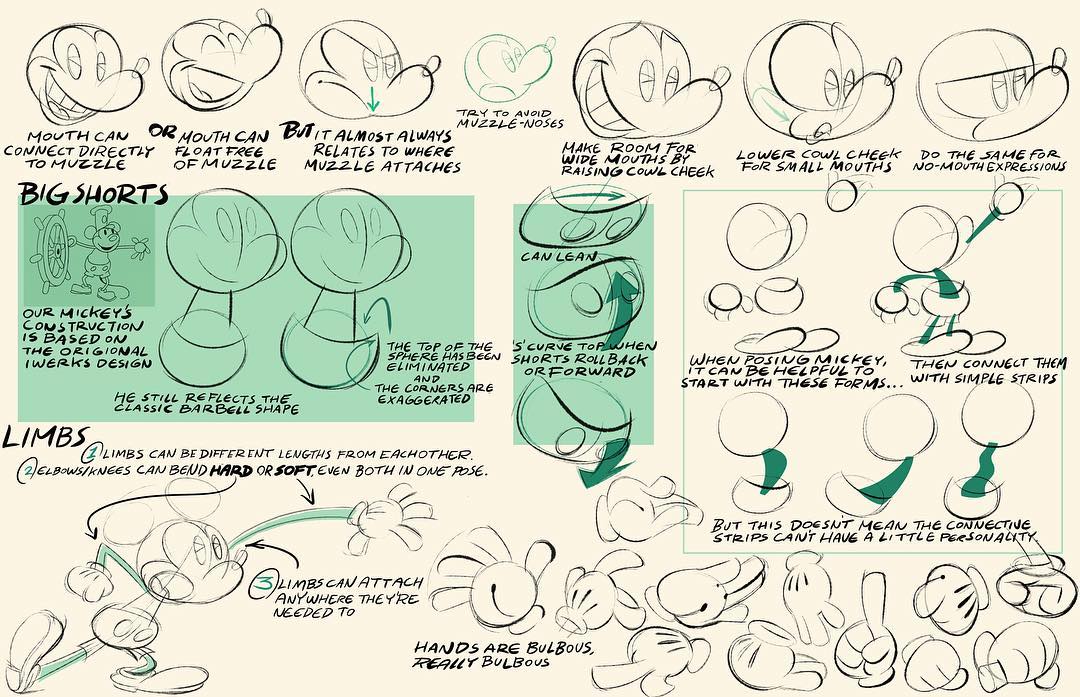 MOUTH CAN
CONNECT DIRECTLY
TO MUZZLE
OR MOUTH CAN
FLOAT FREE
OF MUZZLE
BUT IT ALMOST ALWAYS
RELATES TO WHERE
MUZZLE ATTACHES
TRY TO AVOID
MUZZLE-NOSES
MAKE ROOM FOR
WIDE MOUTHS BY
RAISING COWL CHEEK
LOWER COWL CHEEK
FOR SMALL MOUTHS
DO THE SAME FOR
NO-MOUTH EXPRESSIONS
BIG SHORTS
OUR MICKEY'S
CONSTRUCTION
IS BASED ON
THE ORIGIONAL
IWERKS DESIGN
HE STILL REFLECTS THE
CLASSIC BARBELL SHAPE
THE TOP OF THE
SPHERE HAS BEEN
ELIMINATED
AND
THE CORNERS ARE
EXAGGERATED
CAN LEAN
'S' CURVE TOP WHEN
SHORTS ROLL BACK
OR FORWARD
WHEN POSING MICKEY,
IT CAN BE HELPFUL TO
START WITH THESE FORMS...
THEN CONNECT THEM
WITH SIMPLE STRIPS
BUT THIS DOESN'T MEAN THE CONNECTIVE
STRIPS CAN'T HAVE A LITTLE PERSONALITY.
LIMBS
1 LIMBS CAN BE DIFFERENT LENGTHS FROM EACHOTHER.
2 ELBOWS/KNEES CAN BEND HARD OR SOFT, EVEN BOTH IN ONE POSE.
3 LIMBS CAN ATTACH
ANYWHERE THEY'RE
NEEDED TO
HANDS ARE BULBOUS,
REALLY BULBOUS